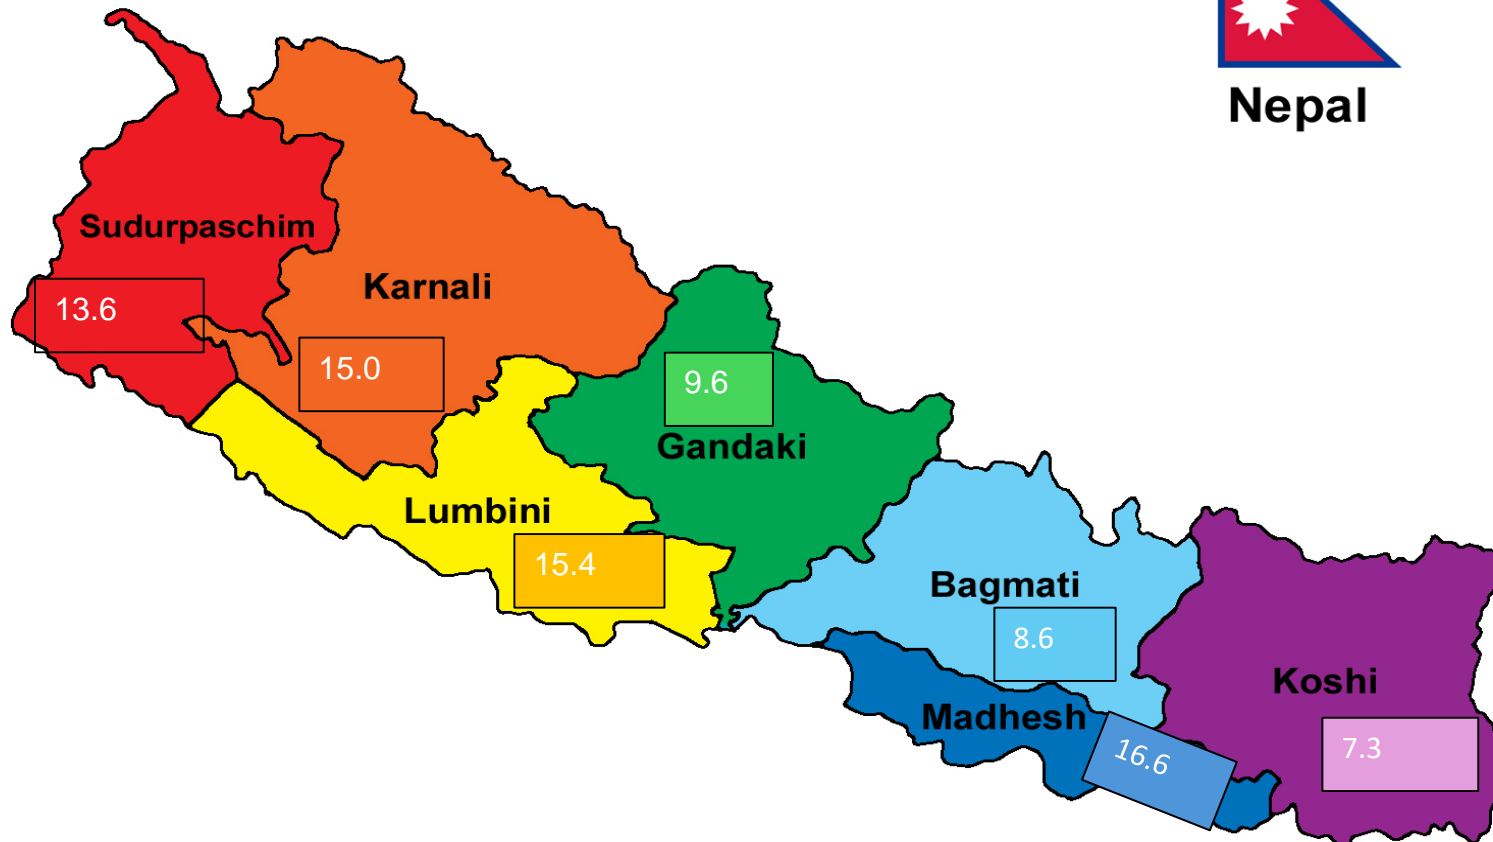 Nepal
Sudurpaschim
13.6
Karnali
15.0
9.6
Gandaki
Lumbini
15.4
Bagmati
8.6
Koshi
Madhesh
16.6
7.3